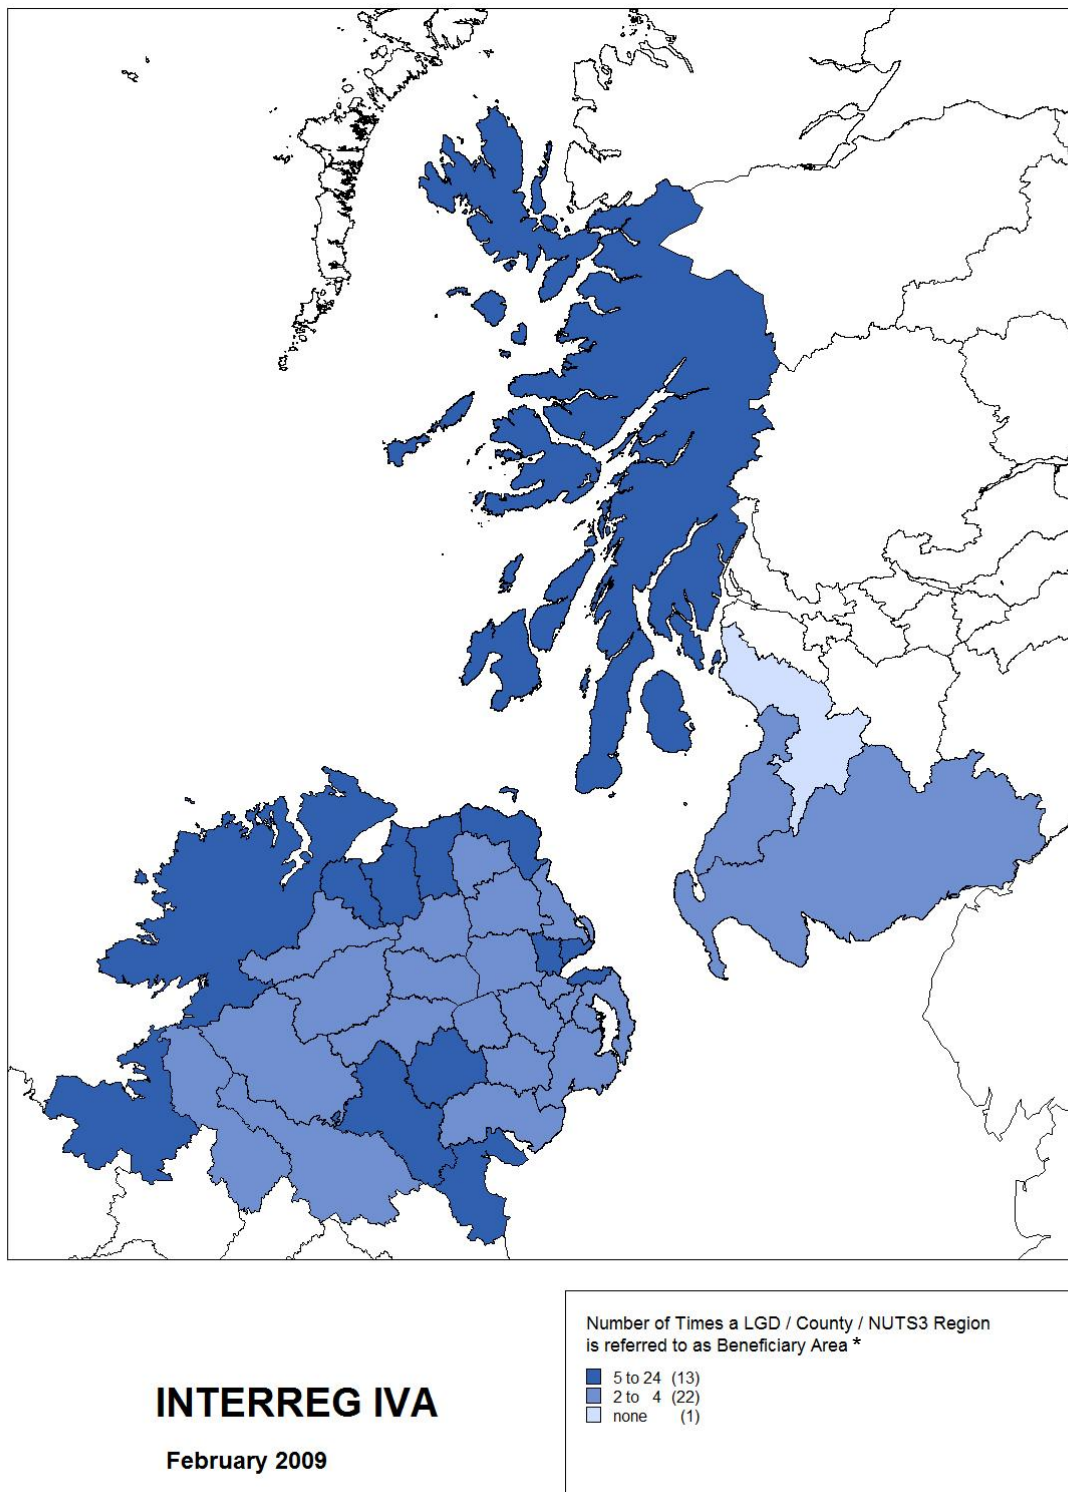 INTERREG IVA
February 2009
Number of Times a LGD / County / NUTS3 Region
is referred to as Beneficiary Area *
5 to 24 (13)
2 to 4 (22)
none (1)